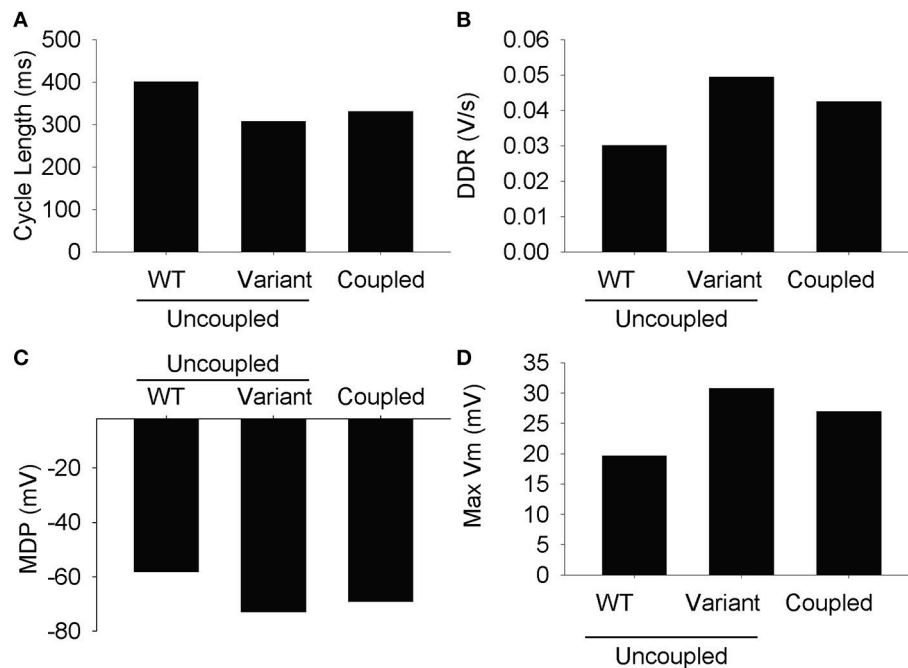 A
500
400
300
200
100
0
Cycle Length (ms)
WT Variant Coupled
Uncoupled
B
0.06
0.05
0.04
0.03
0.02
0.01
0.00
DDR (V/s)
WT Variant Coupled
Uncoupled
C
Uncoupled
WT Variant Coupled
-20
-40
-60
-80
MDP (mV)
D
35
30
25
20
15
10
5
0
Max Vm (mV)
WT Variant Coupled
Uncoupled